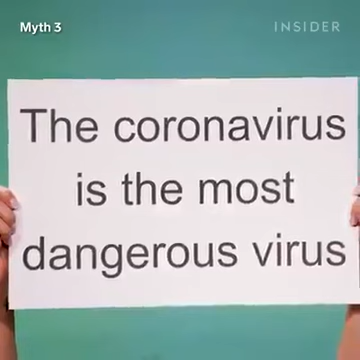 Myth 3
INSIDER
The coronavirus
is the most
dangerous virus